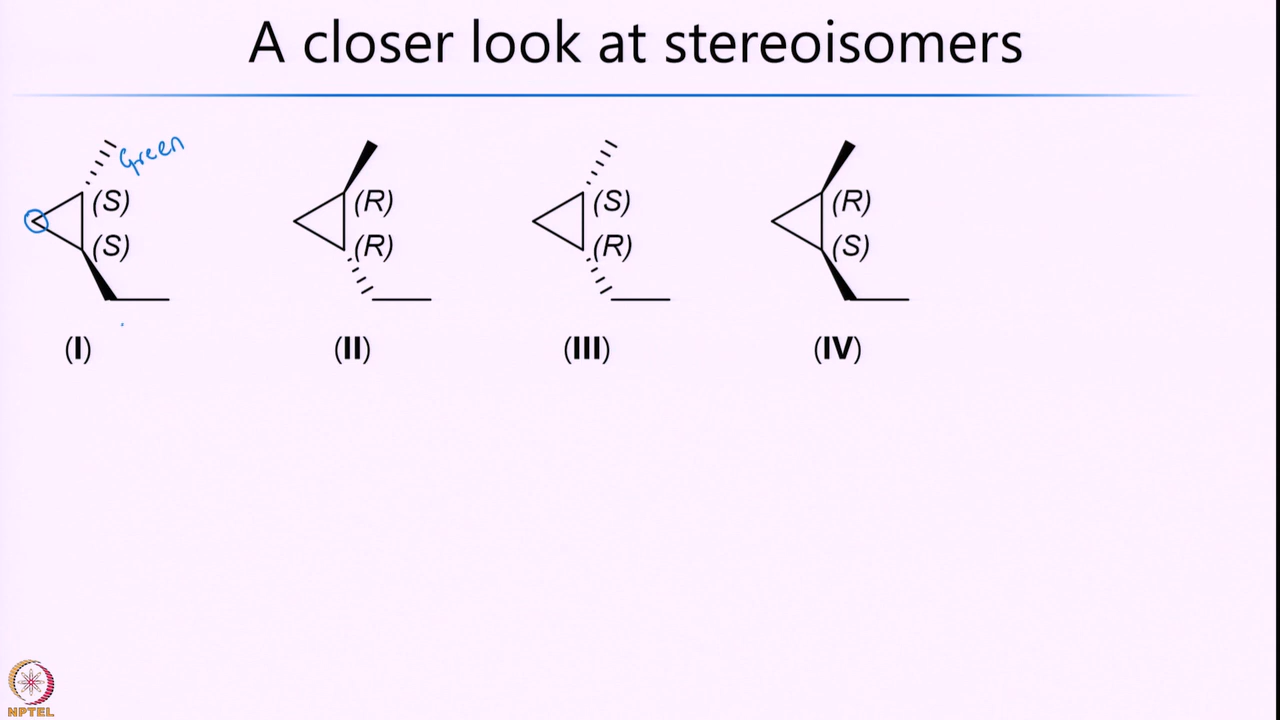 A closer look at stereoisomers
Green
(S) (R) (S) (R)
(S) (R) (R) (S)
(I) (II) (III) (IV)
NPTEL